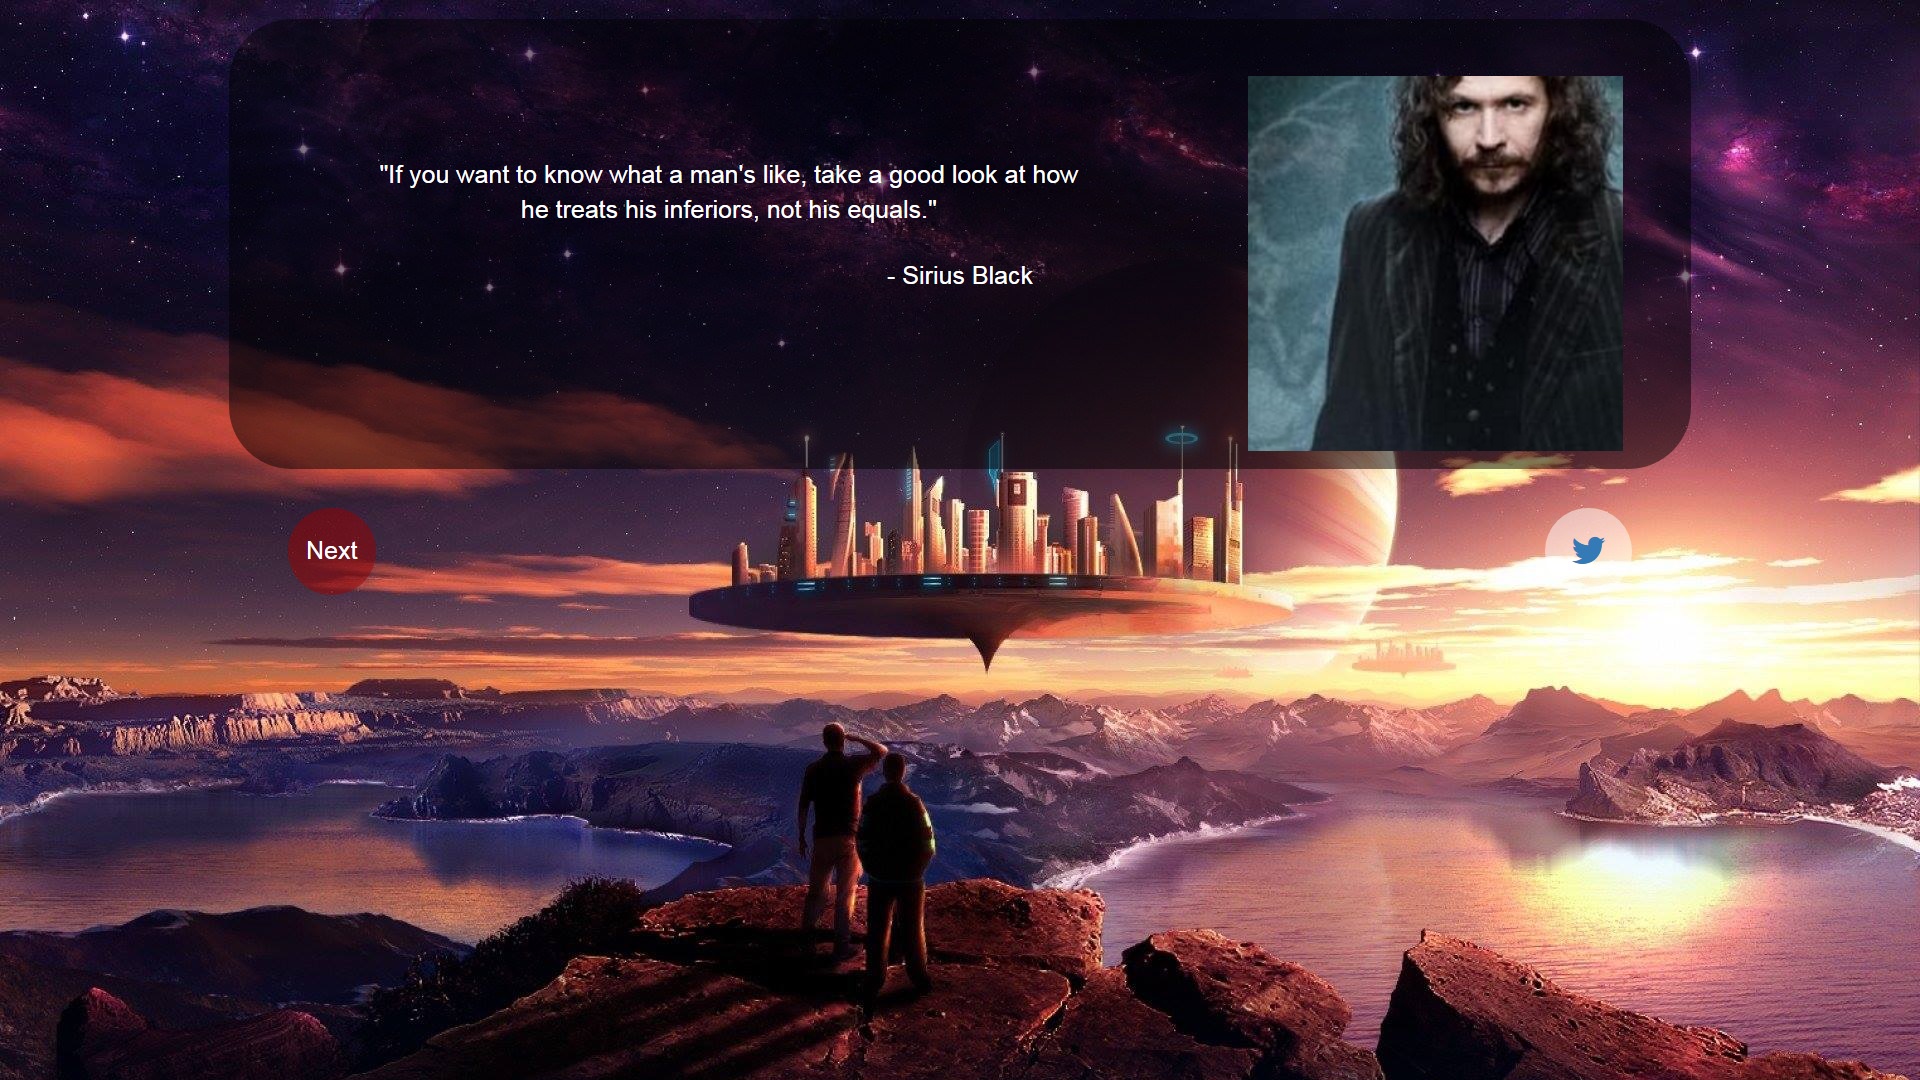 "If you want to know what a man's like, take a good look at how
he treats his inferiors, not his equals."
- Sirius Black
Next